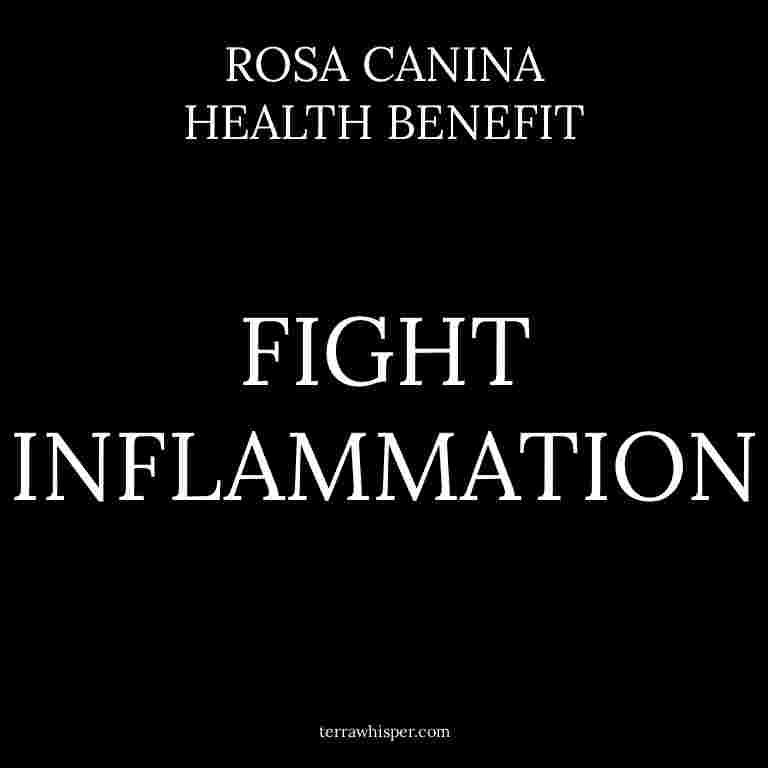 ROSA CANINA
HEALTH BENEFIT
FIGHT
INFLAMMATION
terrawhisper.com